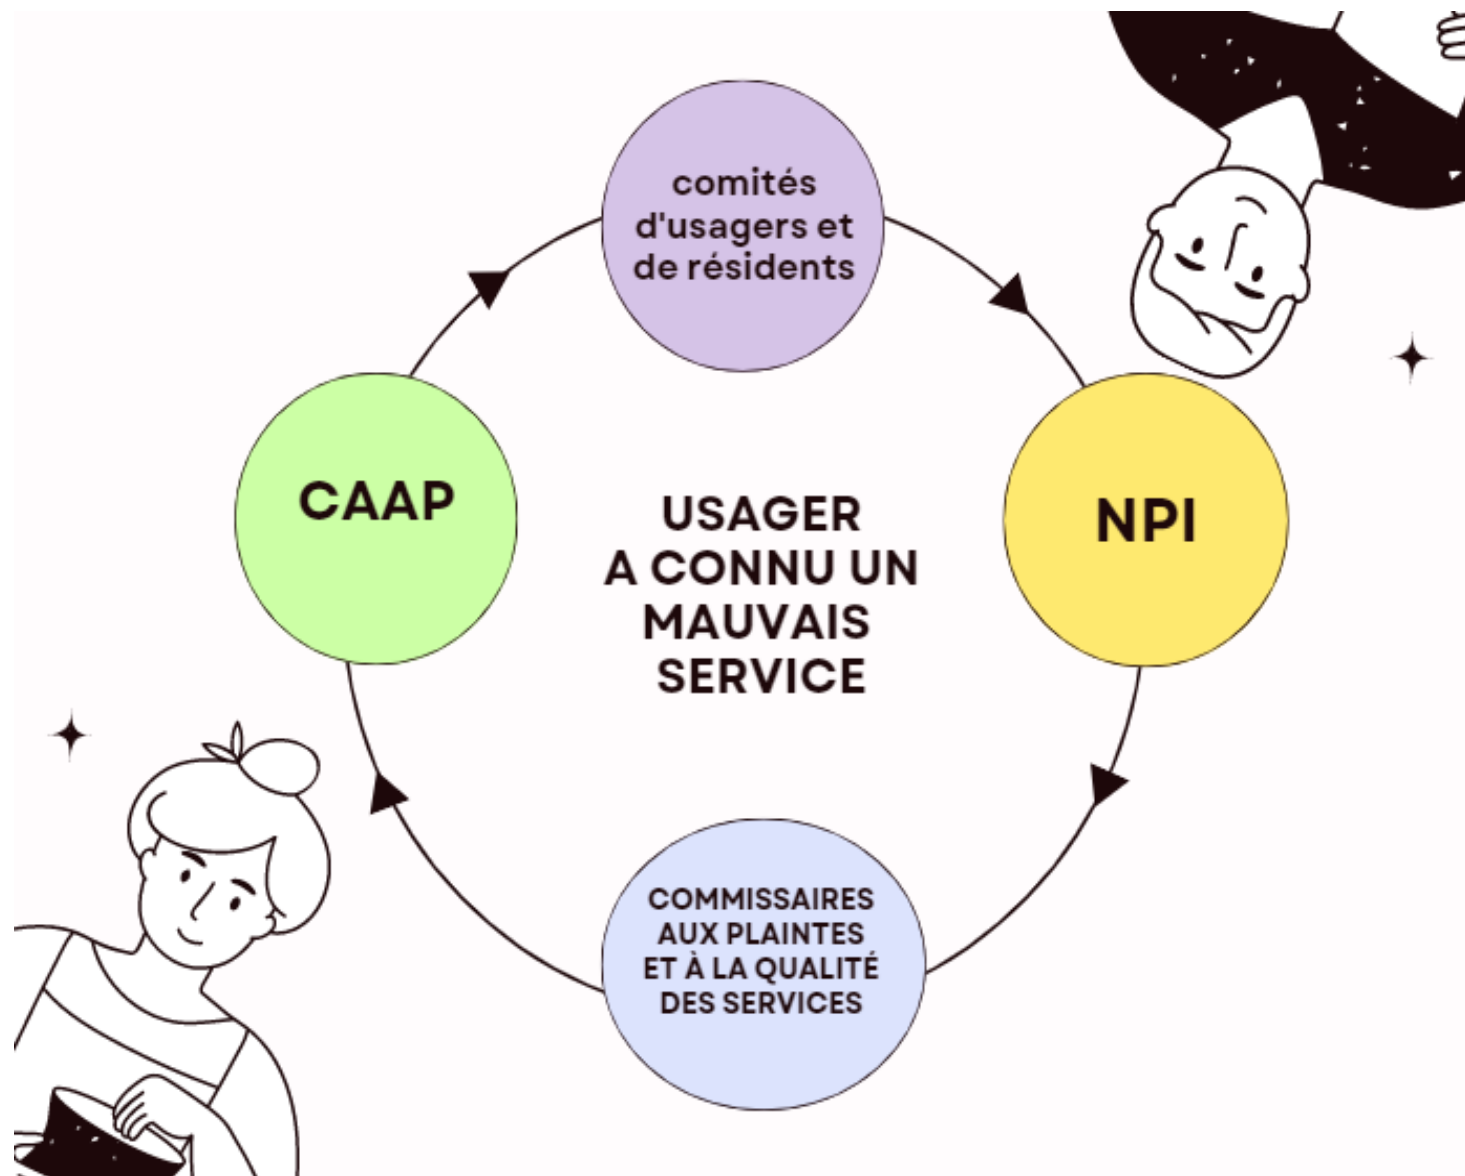 comités
d'usagers et
de résidents
CAAP
NPI
USAGER
A CONNU UN
MAUVAIS
SERVICE
COMMISSAIRES
AUX PLAINTES
ET À LA QUALITÉ
DES SERVICES